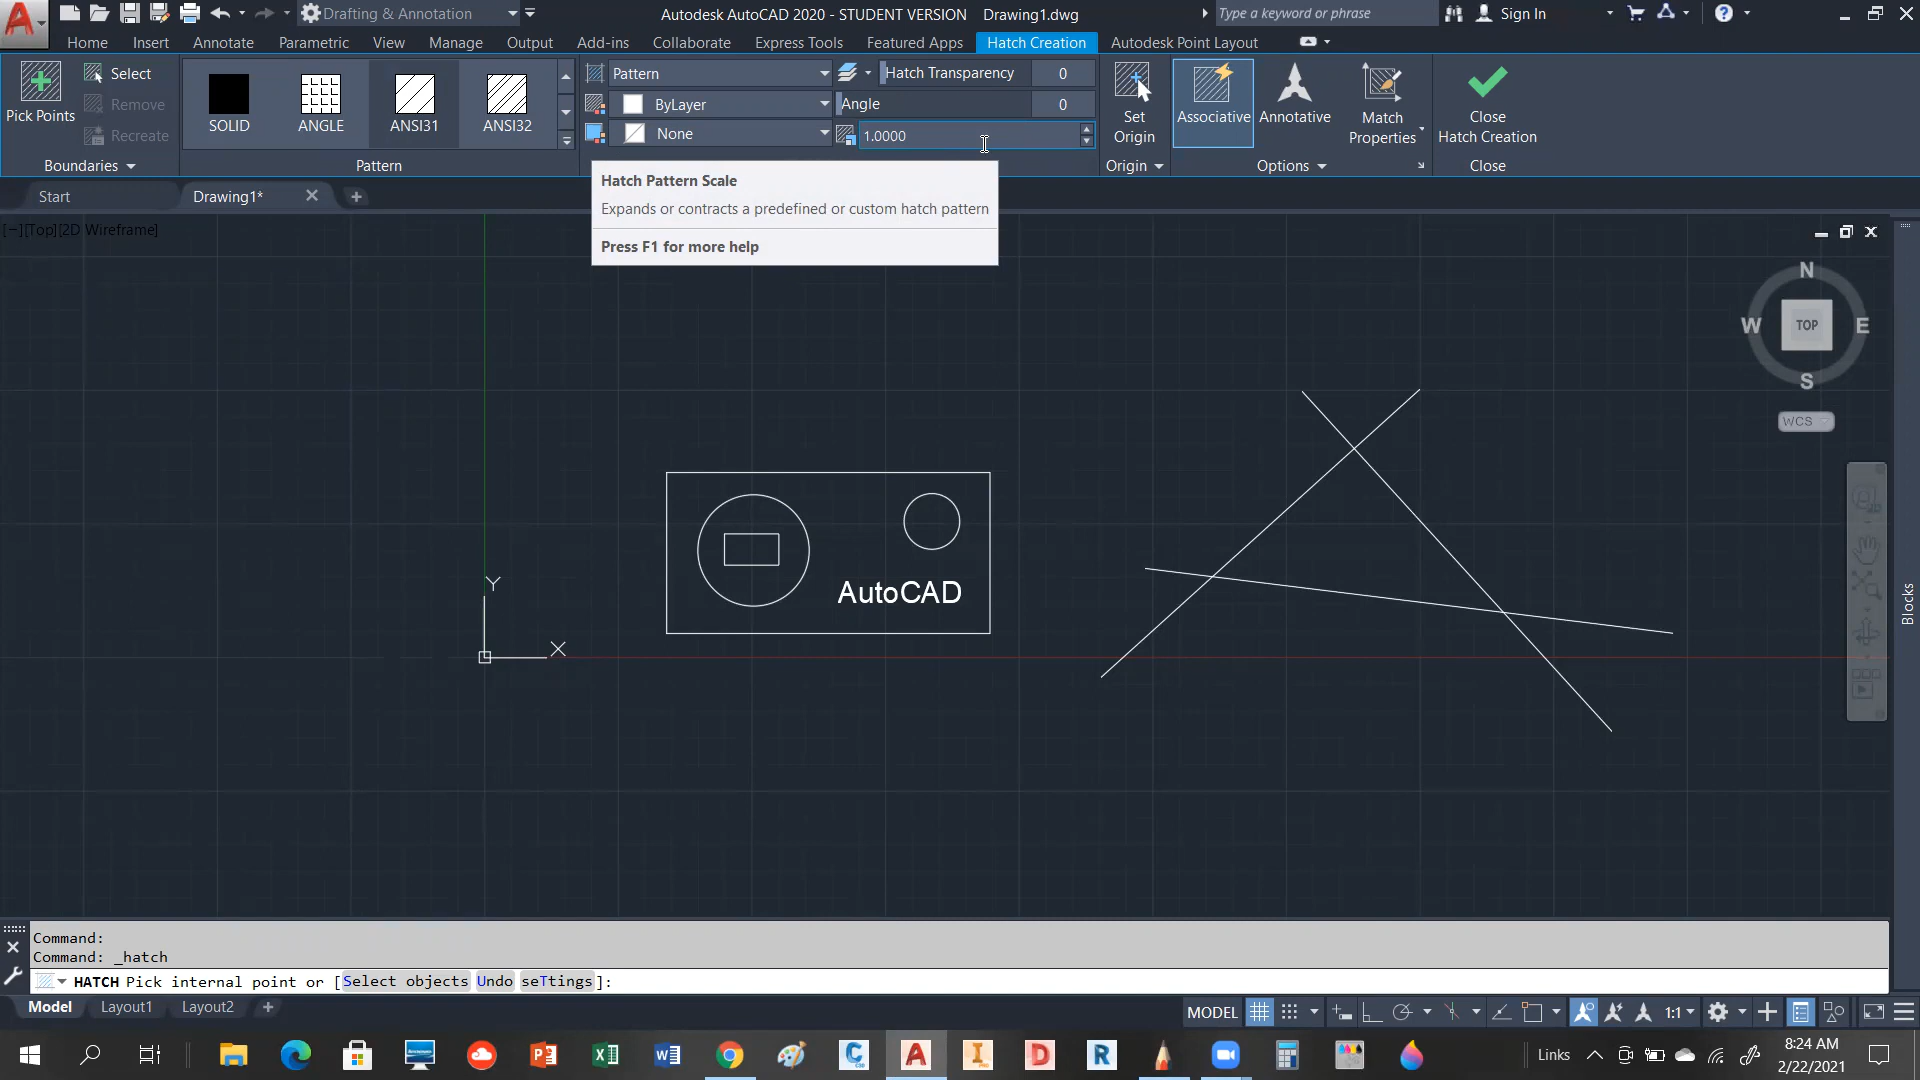 Drafting & Annotation
Autodesk AutoCAD 2020 - STUDENT VERSION Drawing1.dwg
Type a keyword or phrase
Sign In
Home Insert Annotate Parametric View Manage Output Add-ins Collaborate Express Tools Featured Apps Hatch Creation Autodesk Point Layout
Pick Points
Select
Remove
Recreate
Boundaries
SOLID ANGLE ANSI31 ANSI32
Pattern
Pattern
ByLayer
None
Hatch Transparency 0
Angle 0
1.0000
Set
Origin
Origin
Associative
Annotative
Match
Properties
Options
Close
Hatch Creation
Close
Start
Drawing1*
Hatch Pattern Scale
Expands or contracts a predefined or custom hatch pattern
Press F1 for more help
[−][Top][2D Wireframe]
N
W TOP E
S
WCS
Blocks
AutoCAD
Y
X
Command:
Command: _hatch
HATCH Pick internal point or [Select objects Undo seTtings]:
Model Layout1 Layout2
MODEL
1:1
Links
8:24 AM
2/22/2021